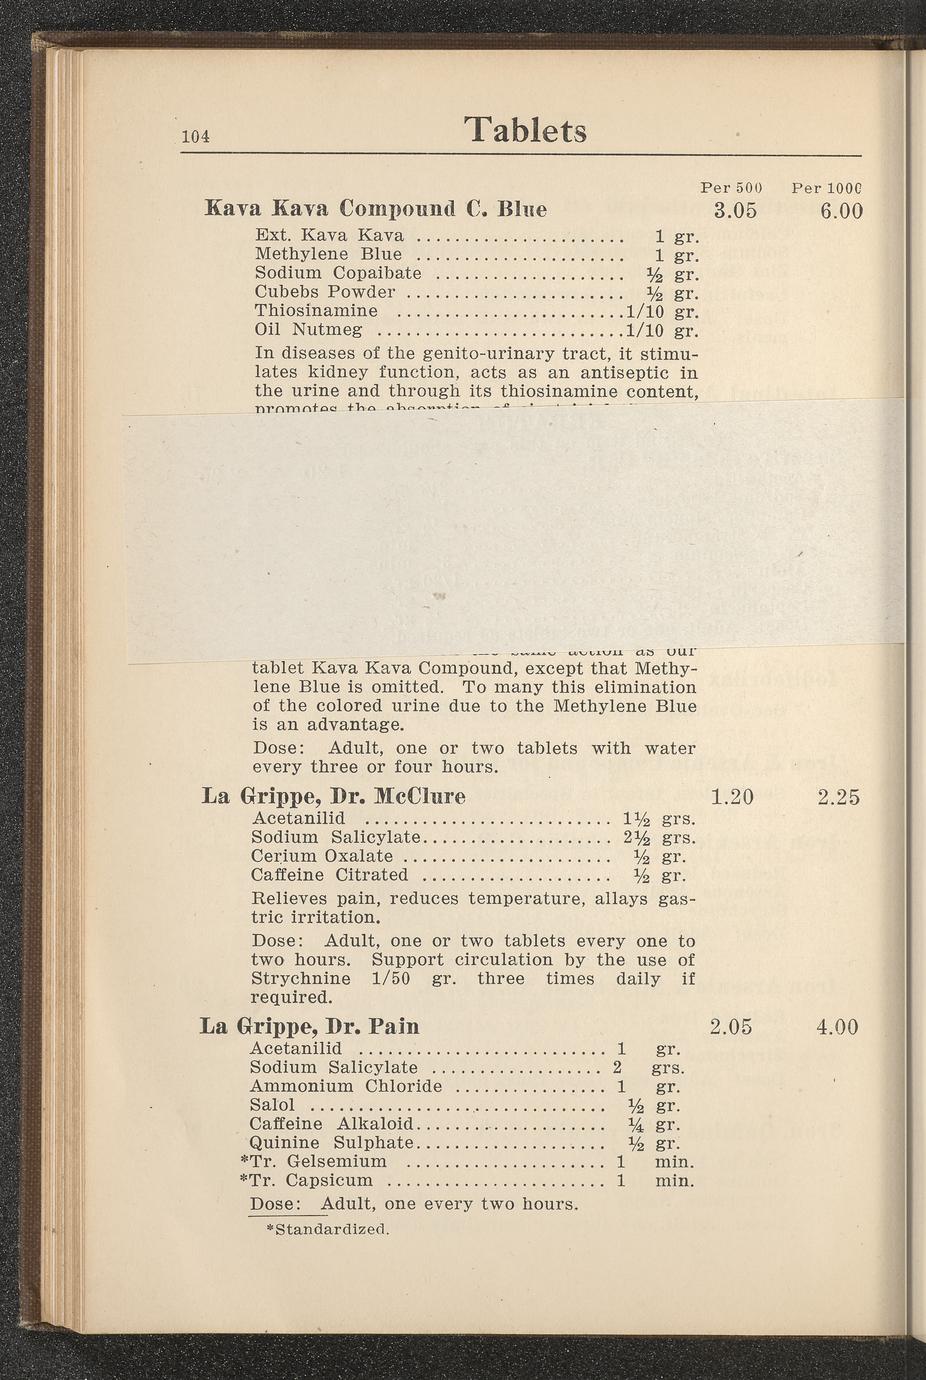 104
Tablets
Per 500 Per 1000
Kava Kava Compound C. Blue 3.05 6.00
Ext. Kava Kava ...................... 1 gr.
Methylene Blue ...................... 1 gr.
Sodium Copaibate .................... ½ gr.
Cubebs Powder ....................... ½ gr.
Thiosinamine ........................1/10 gr.
Oil Nutmeg ..........................1/10 gr.
In diseases of the genito-urinary tract, it stimu-
lates kidney function, acts as an antiseptic in
the urine and through its thiosinamine content,
promotes the absorption of
same action as our
tablet Kava Kava Compound, except that Methy-
lene Blue is omitted. To many this elimination
of the colored urine due to the Methylene Blue
is an advantage.
Dose: Adult, one or two tablets with water
every three or four hours.
La Grippe, Dr. McClure 1.20 2.25
Acetanilid .......................... 1½ grs.
Sodium Salicylate.................... 2½ grs.
Cerium Oxalate ...................... ½ gr.
Caffeine Citrated ................... ½ gr.
Relieves pain, reduces temperature, allays gas-
tric irritation.
Dose: Adult, one or two tablets every one to
two hours. Support circulation by the use of
Strychnine 1/50 gr. three times daily if
required.
La Grippe, Dr. Pain 2.05 4.00
Acetanilid .......................... 1 gr.
Sodium Salicylate .................. 2 grs.
Ammonium Chloride ................ 1 gr.
Salol ............................... ½ gr.
Caffeine Alkaloid.................... ¼ gr.
Quinine Sulphate.................... ½ gr.
*Tr. Gelsemium ..................... 1 min.
*Tr. Capsicum ....................... 1 min.
Dose: Adult, one every two hours.
*Standardized.